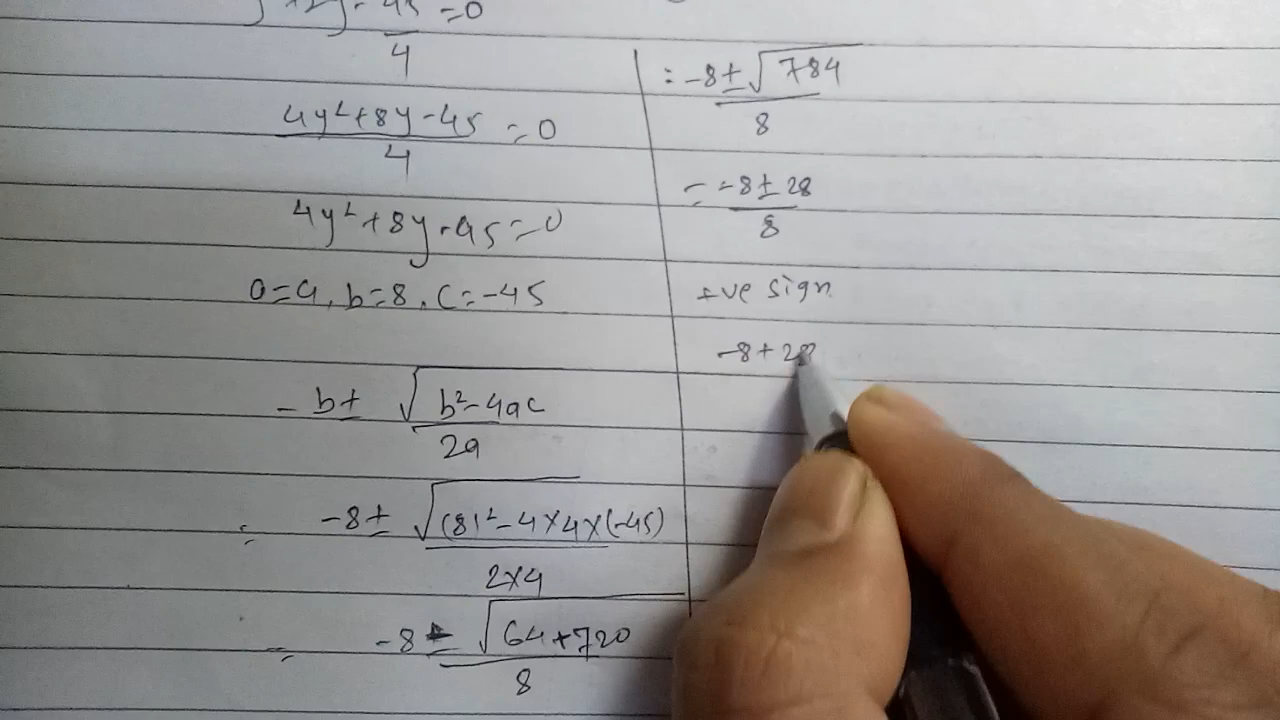 45 =0
4
4y²+8y-45 =0
4
4y²+8y-45=0
a=4, b=8, c=-45
-b± √b²-4ac
2a
= -8± √(8)²-4×4×(-45)
2×4
= -8± √64+720
8
= -8±√784
8
= -8±28
8
+ve sign
-8+28